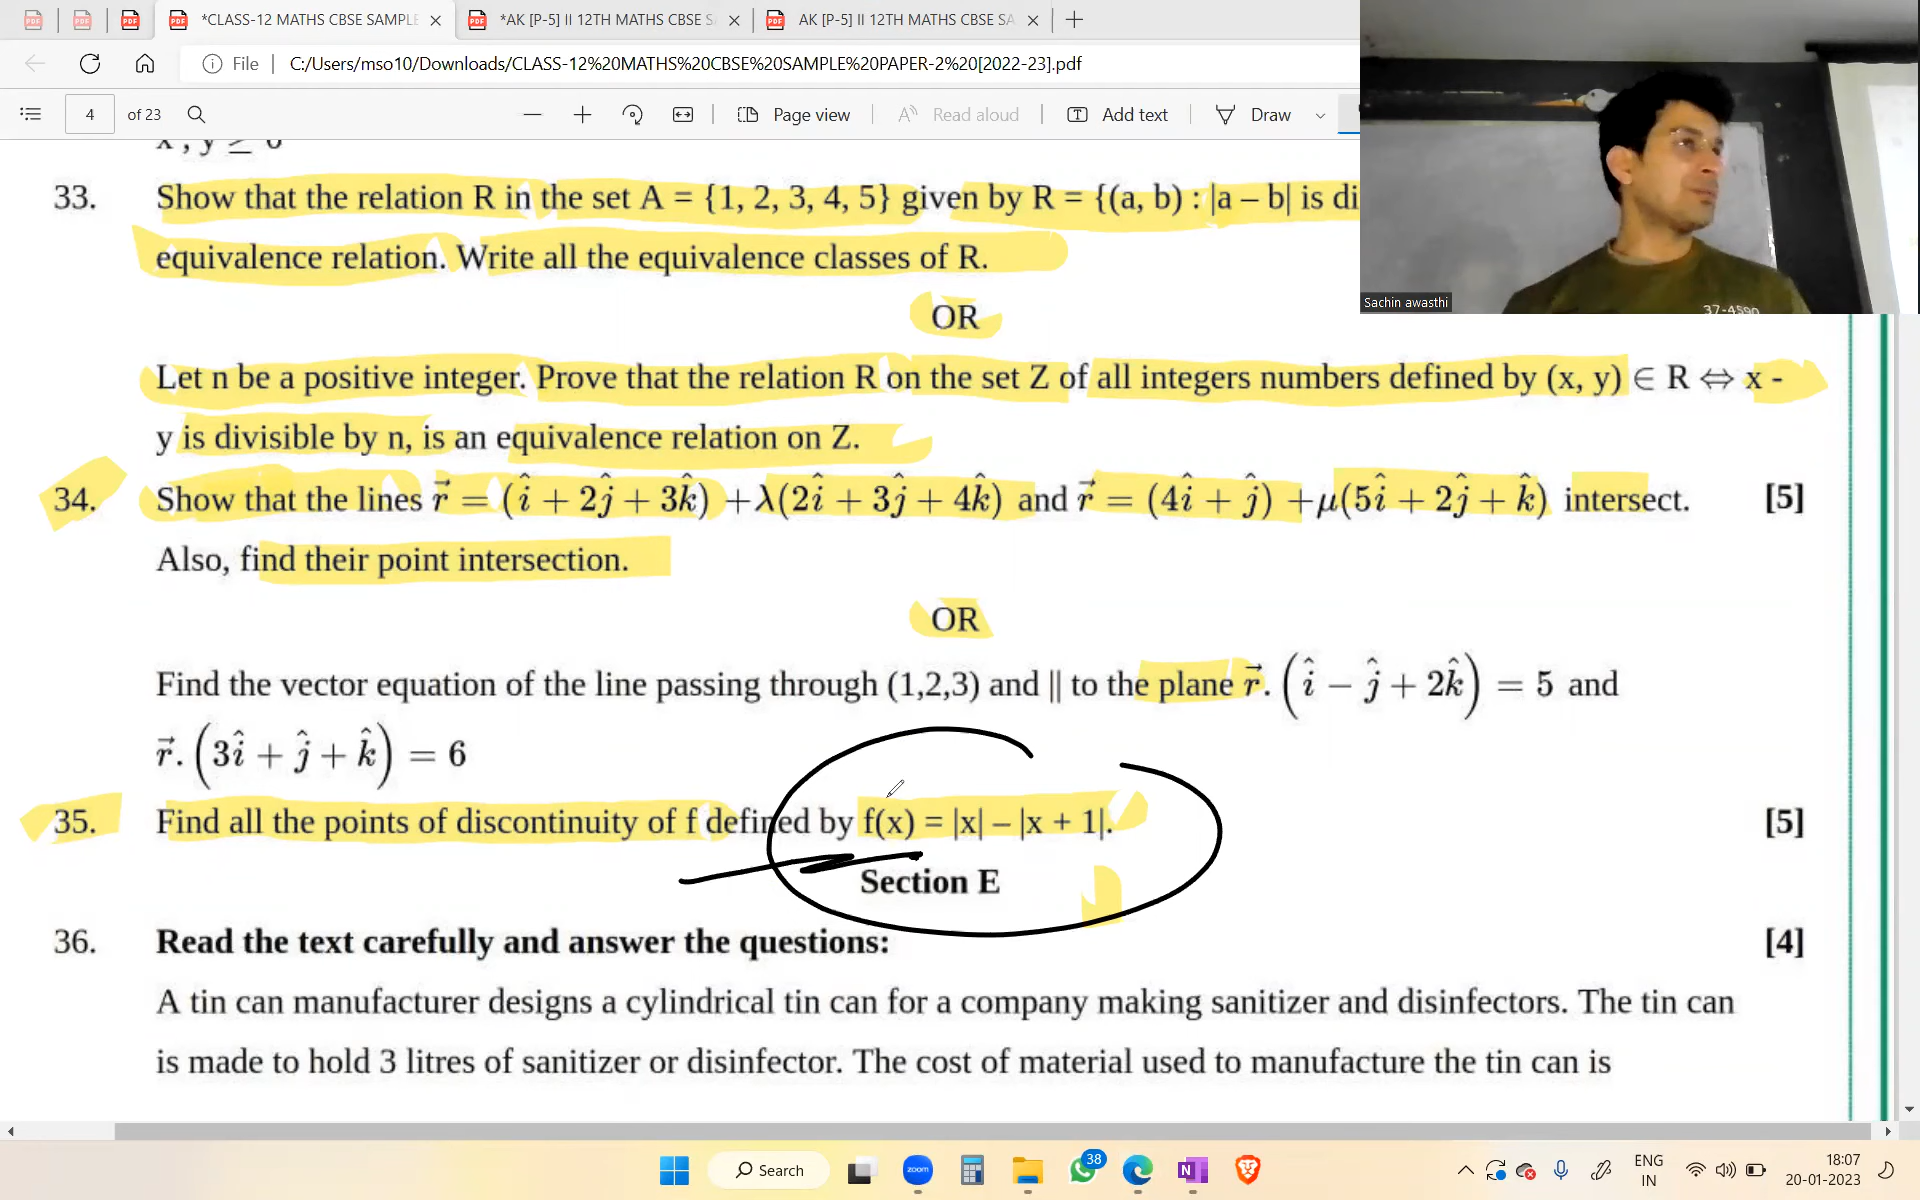 *CLASS-12 MATHS CBSE SAMPLE
*AK [P-5] II 12TH MATHS CBSE S
AK [P-5] II 12TH MATHS CBSE SA
File | C:/Users/mso10/Downloads/CLASS-12%20MATHS%20CBSE%20SAMPLE%20PAPER-2%20[2022-23].pdf
4 of 23 Page view Read aloud Add text Draw
x , y ≥ 0
33. Show that the relation R in the set A = {1, 2, 3, 4, 5} given by R = {(a, b) : |a – b| is di
equivalence relation. Write all the equivalence classes of R.
Sachin awasthi
37-4590
OR
Let n be a positive integer. Prove that the relation R on the set Z of all integers numbers defined by (x, y) ∈ R ⇔ x -
y is divisible by n, is an equivalence relation on Z.
34. Show that the lines r⃗ = (î + 2ĵ + 3k̂) +λ(2î + 3ĵ + 4k̂) and r⃗ = (4î + ĵ) +μ(5î + 2ĵ + k̂) intersect. [5]
Also, find their point intersection.
OR
Find the vector equation of the line passing through (1,2,3) and || to the plane r⃗. (î − ĵ + 2k̂) = 5 and
r⃗. (3î + ĵ + k̂) = 6
35. Find all the points of discontinuity of f defined by f(x) = |x| – |x + 1|. [5]
Section E
36. Read the text carefully and answer the questions: [4]
A tin can manufacturer designs a cylindrical tin can for a company making sanitizer and disinfectors. The tin can
is made to hold 3 litres of sanitizer or disinfector. The cost of material used to manufacture the tin can is
Search zoom 38 N ENG IN 18:07 20-01-2023